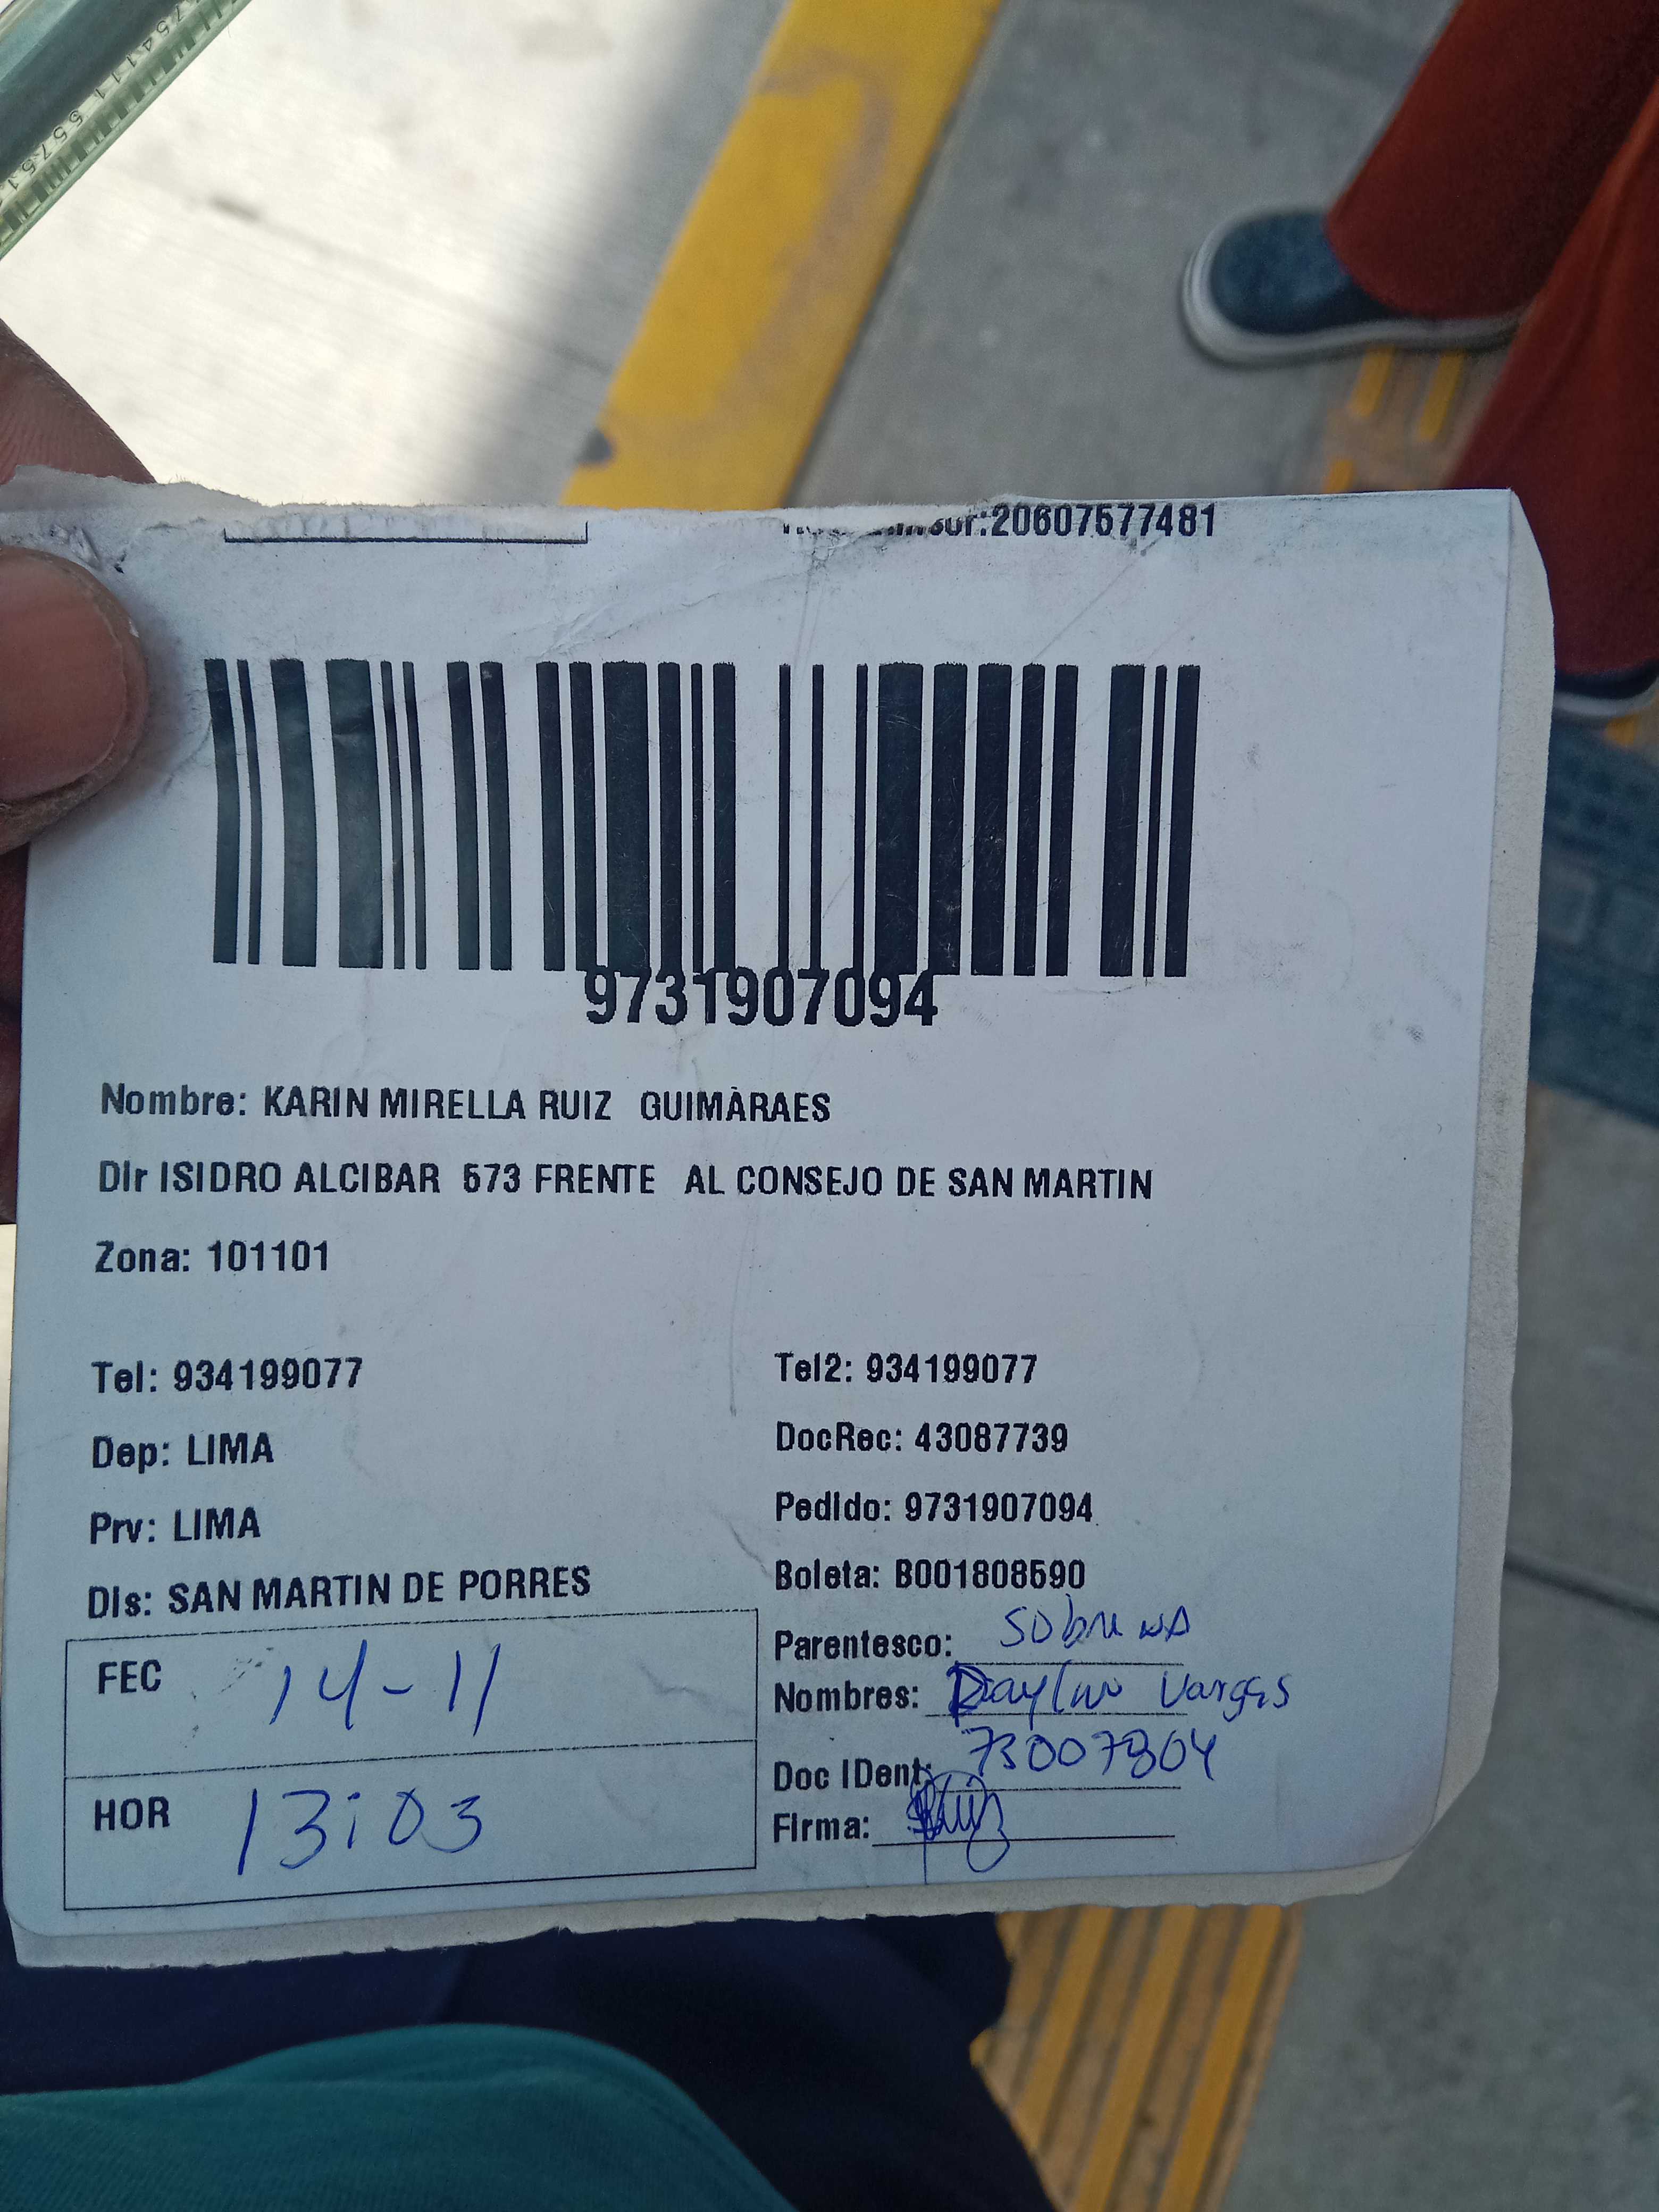 :20607577481
9731907094
Nombre: KARIN MIRELLA RUIZ GUIMÀRAES
DIr ISIDRO ALCIBAR 573 FRENTE AL CONSEJO DE SAN MARTIN
Zona: 101101
Tel: 934199077
Tel2: 934199077
Dep: LIMA
DocRec: 43087739
Prv: LIMA
Pedido: 9731907094
DIs: SAN MARTIN DE PORRES
Boleta: B001808590
FEC 14-11
Parentesco: Sobrina
Nombres: Vargas
HOR 13:03
Doc IDent: 73007804
Firma: